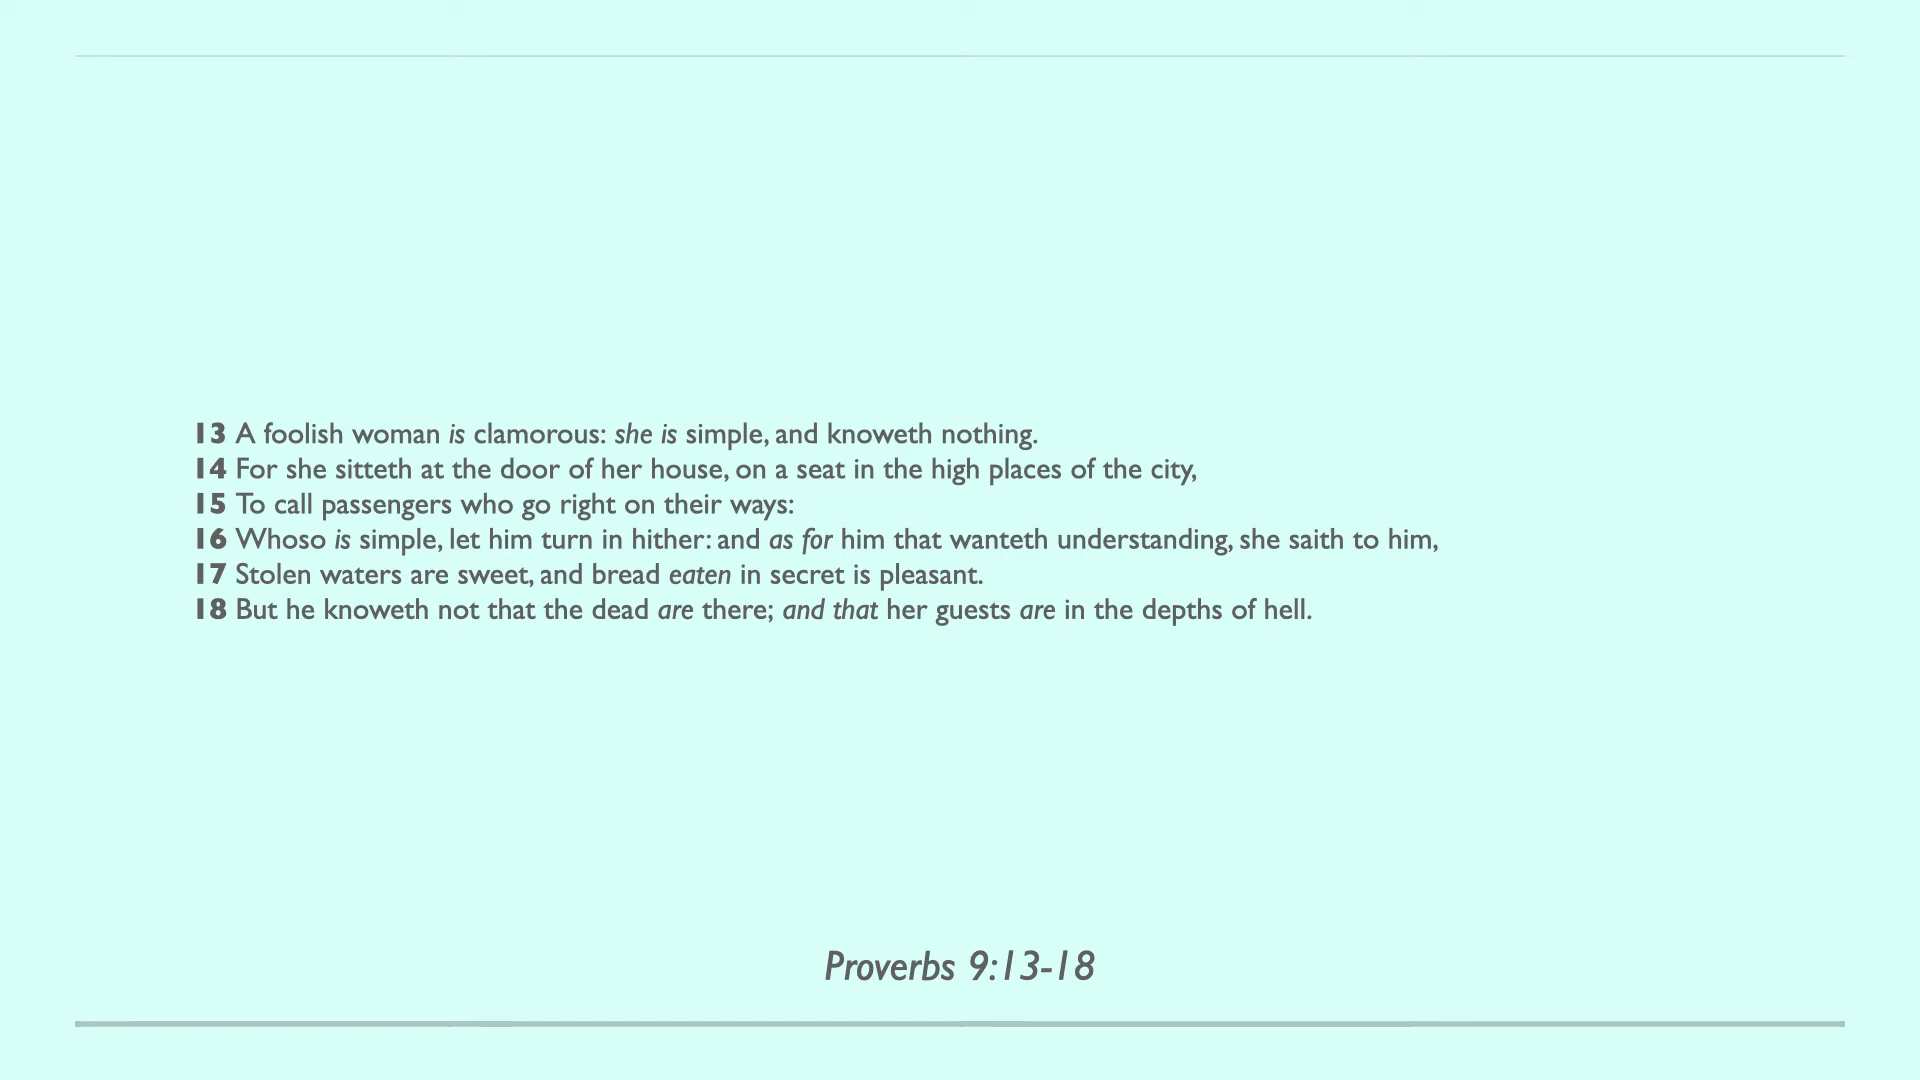 13 A foolish woman is clamorous: she is simple, and knoweth nothing.
14 For she sitteth at the door of her house, on a seat in the high places of the city,
15 To call passengers who go right on their ways:
16 Whoso is simple, let him turn in hither: and as for him that wanteth understanding, she saith to him,
17 Stolen waters are sweet, and bread eaten in secret is pleasant.
18 But he knoweth not that the dead are there; and that her guests are in the depths of hell.
Proverbs 9:13-18